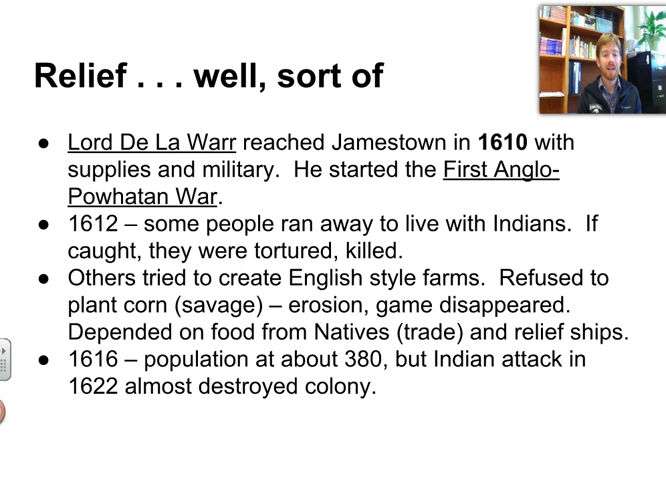 Relief . . . well, sort of
● Lord De La Warr reached Jamestown in 1610 with
supplies and military.  He started the First Anglo-
Powhatan War.
● 1612 – some people ran away to live with Indians.  If
caught, they were tortured, killed.
● Others tried to create English style farms.  Refused to
plant corn (savage) – erosion, game disappeared.
Depended on food from Natives (trade) and relief ships.
● 1616 – population at about 380, but Indian attack in
1622 almost destroyed colony.